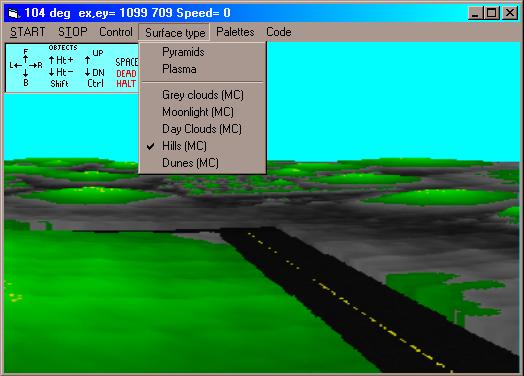 104 deg ex,ey= 1099 709 Speed= 0
START STOP Control Surface type Palettes Code
OBJECTS
F
L R
B
Ht+
Ht-
Shift
UP
DN
Ctrl
SPACE
DEAD
HALT
Pyramids
Plasma
Grey clouds (MC)
Moonlight (MC)
Day Clouds (MC)
Hills (MC)
Dunes (MC)